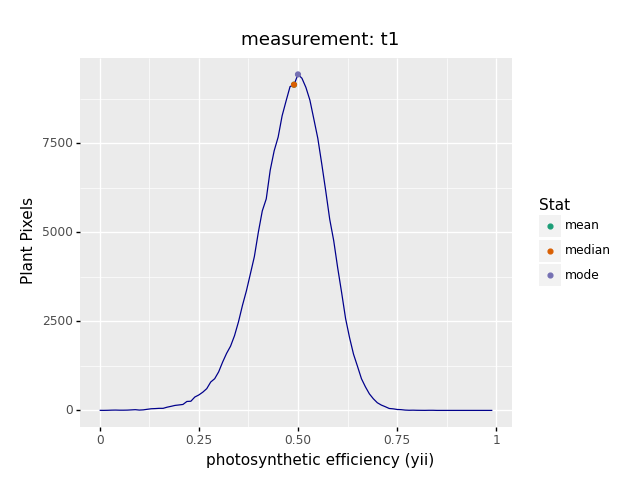 measurement: t1
Plant Pixels
7500
5000
2500
0
0
0.25
0.50
0.75
1
photosynthetic efficiency (yii)
Stat
mean
median
mode